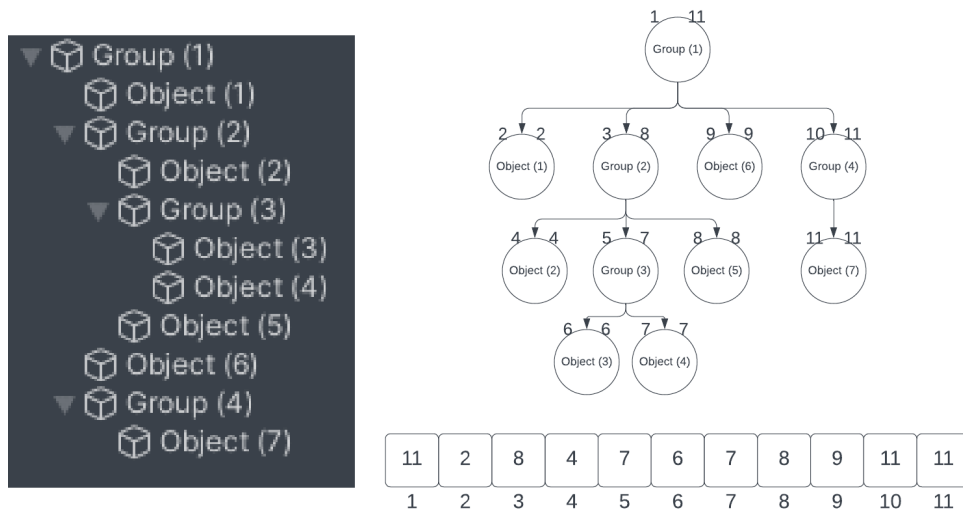 Group (1)
Object (1)
Group (2)
Object (2)
Group (3)
Object (3)
Object (4)
Object (5)
Object (6)
Group (4)
Object (7)
1 11
Group (1)
2 2 3 8 9 9 10 11
Object (1) Group (2) Object (6) Group (4)
4 4 5 7 8 8 11 11
Object (2) Group (3) Object (5) Object (7)
6 6 7 7
Object (3) Object (4)
11 2 8 4 7 6 7 8 9 11 11
1 2 3 4 5 6 7 8 9 10 11